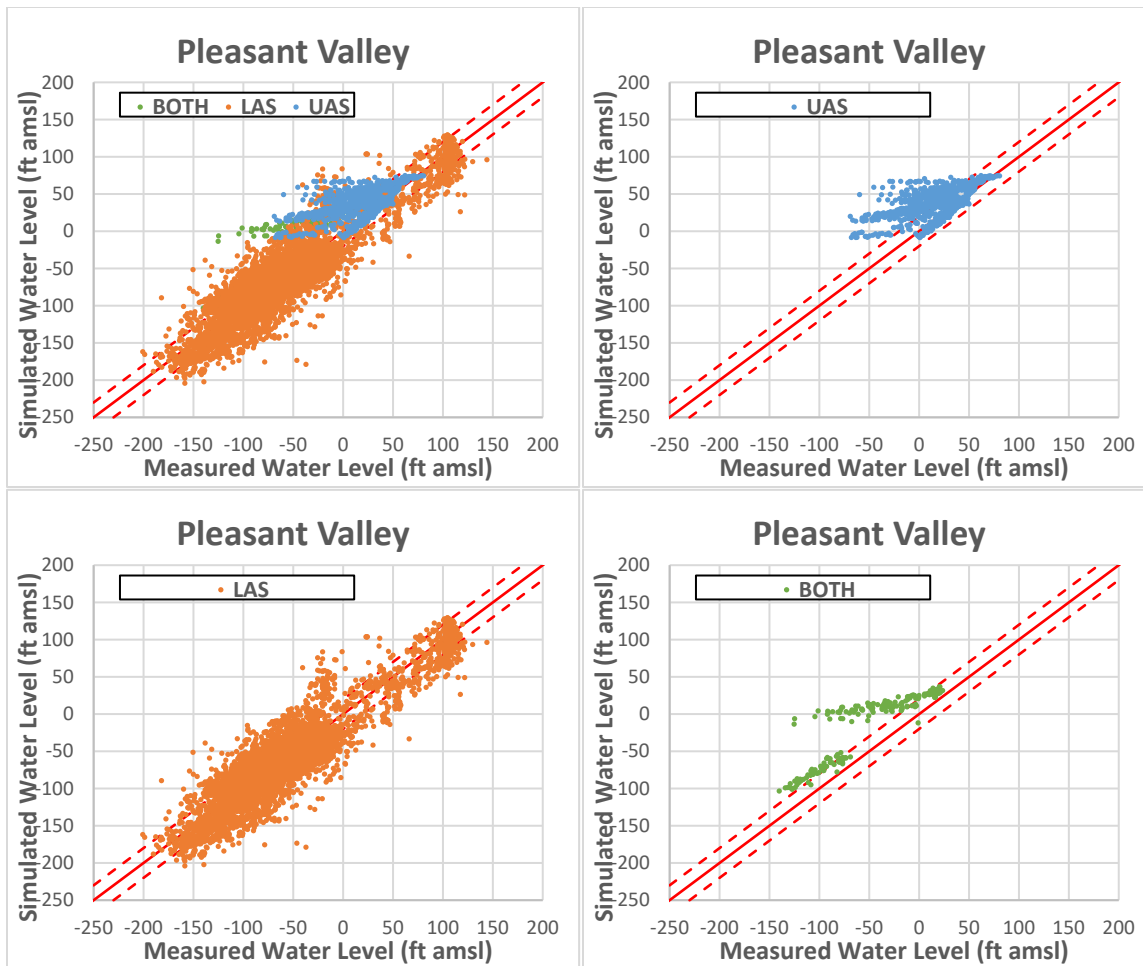 Pleasant Valley
BOTH LAS UAS
Simulated Water Level (ft amsl)
200
150
100
50
0
-50
-100
-150
-200
-250
-250 -200 -150 -100 -50 0 50 100 150 200
Measured Water Level (ft amsl)
Pleasant Valley
UAS
Simulated Water Level (ft amsl)
200
150
100
50
0
-50
-100
-150
-200
-250
-250 -200 -150 -100 -50 0 50 100 150 200
Measured Water Level (ft amsl)
Pleasant Valley
LAS
Simulated Water Level (ft amsl)
200
150
100
50
0
-50
-100
-150
-200
-250
-250 -200 -150 -100 -50 0 50 100 150 200
Measured Water Level (ft amsl)
Pleasant Valley
BOTH
Simulated Water Level (ft amsl)
200
150
100
50
0
-50
-100
-150
-200
-250
-250 -200 -150 -100 -50 0 50 100 150 200
Measured Water Level (ft amsl)